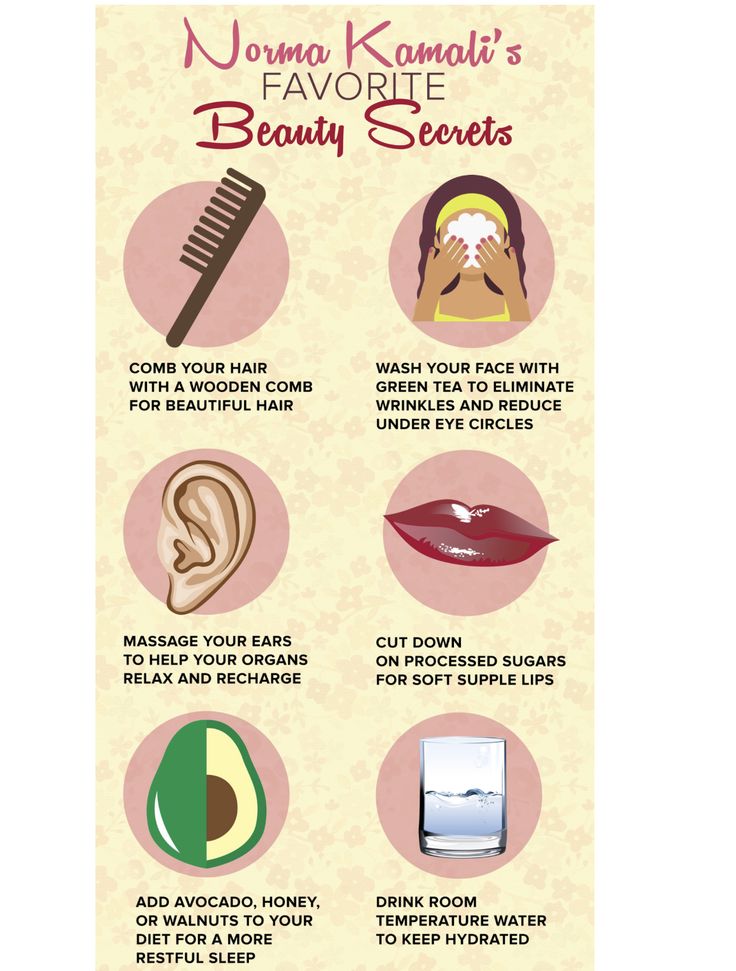 Norma Kamali's
FAVORITE
Beauty Secrets
COMB YOUR HAIR
WITH A WOODEN COMB
FOR BEAUTIFUL HAIR
WASH YOUR FACE WITH
GREEN TEA TO ELIMINATE
WRINKLES AND REDUCE
UNDER EYE CIRCLES
MASSAGE YOUR EARS
TO HELP YOUR ORGANS
RELAX AND RECHARGE
CUT DOWN
ON PROCESSED SUGARS
FOR SOFT SUPPLE LIPS
ADD AVOCADO, HONEY,
OR WALNUTS TO YOUR
DIET FOR A MORE
RESTFUL SLEEP
DRINK ROOM
TEMPERATURE WATER
TO KEEP HYDRATED